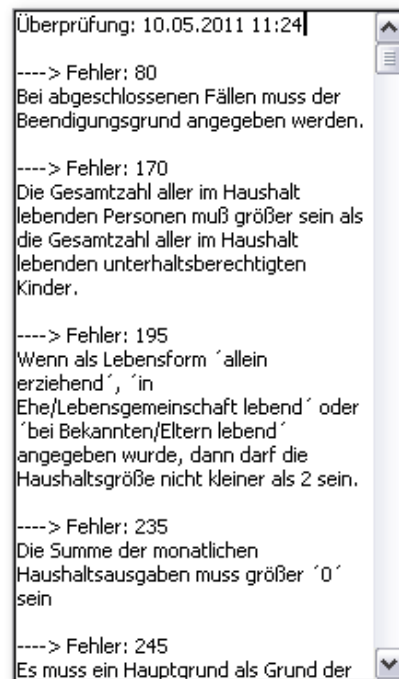 Überprüfung: 10.05.2011 11:24
----> Fehler: 80
Bei abgeschlossenen Fällen muss der
Beendigungsgrund angegeben werden.
----> Fehler: 170
Die Gesamtzahl aller im Haushalt
lebenden Personen muß größer sein als
die Gesamtzahl aller im Haushalt
lebenden unterhaltsberechtigten
Kinder.
----> Fehler: 195
Wenn als Lebensform ´allein
erziehend´, ´in
Ehe/Lebensgemeinschaft lebend´ oder
´bei Bekannten/Eltern lebend´
angegeben wurde, dann darf die
Haushaltsgröße nicht kleiner als 2 sein.
----> Fehler: 235
Die Summe der monatlichen
Haushaltsausgaben muss größer ´0´
sein
----> Fehler: 245
Es muss ein Hauptgrund als Grund der